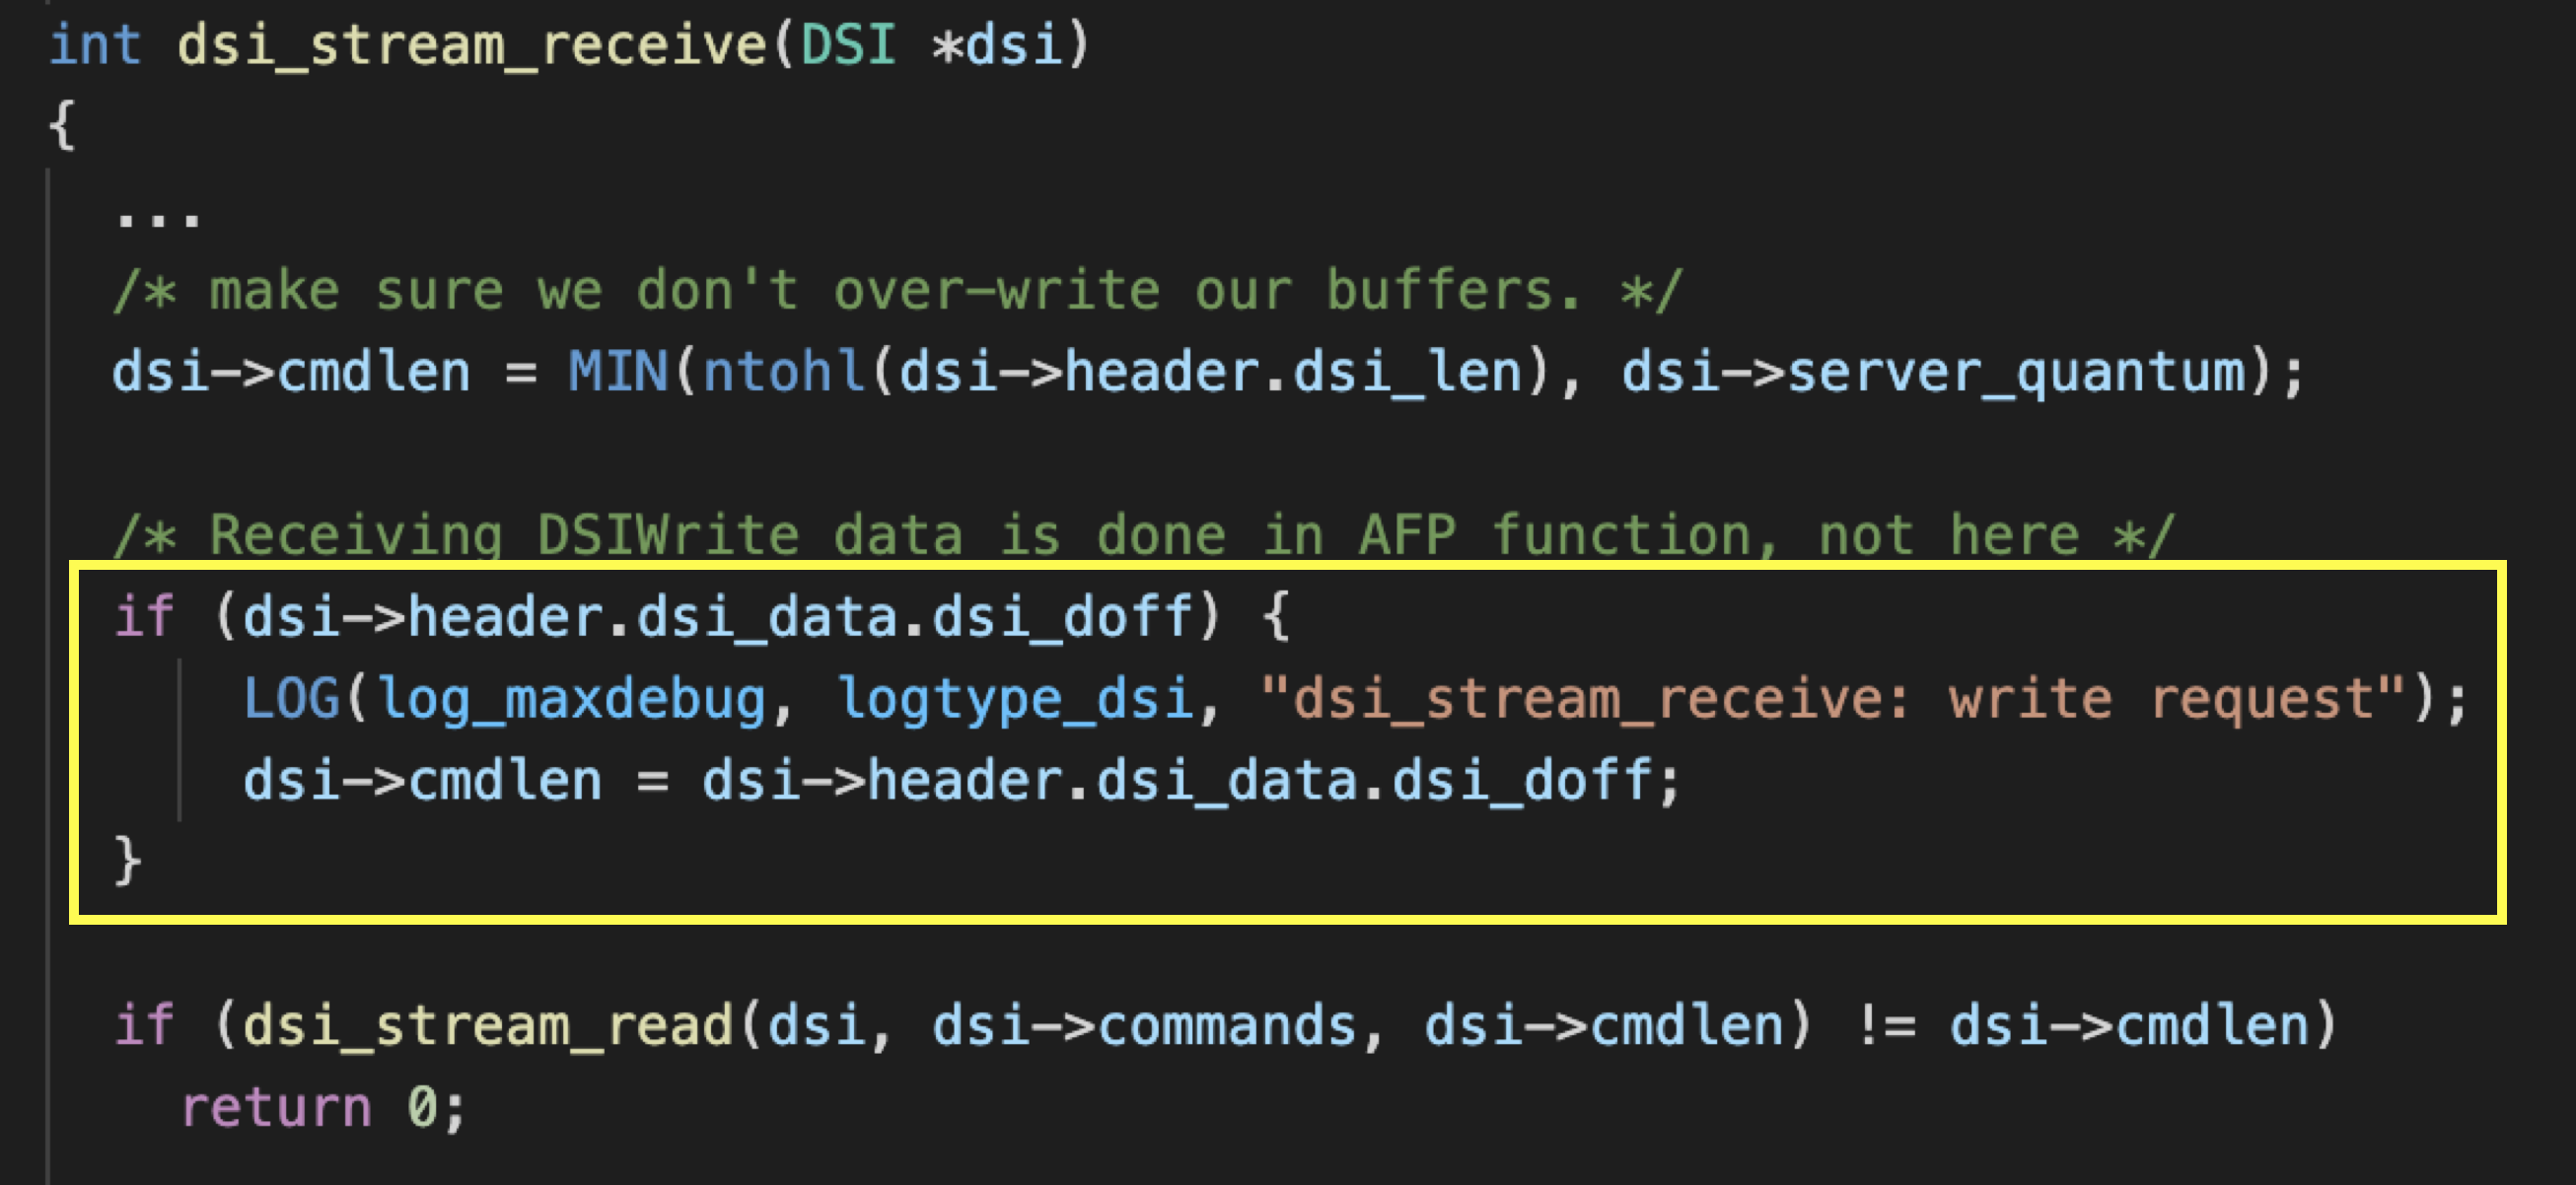 int dsi_stream_receive(DSI *dsi)
{
...
/* make sure we don't over-write our buffers. */
dsi->cmdlen = MIN(ntohl(dsi->header.dsi_len), dsi->server_quantum);
/* Receiving DSIWrite data is done in AFP function, not here */
if (dsi->header.dsi_data.dsi_doff) {
LOG(log_maxdebug, logtype_dsi, "dsi_stream_receive: write request");
dsi->cmdlen = dsi->header.dsi_data.dsi_doff;
}
if (dsi_stream_read(dsi, dsi->commands, dsi->cmdlen) != dsi->cmdlen)
return 0;